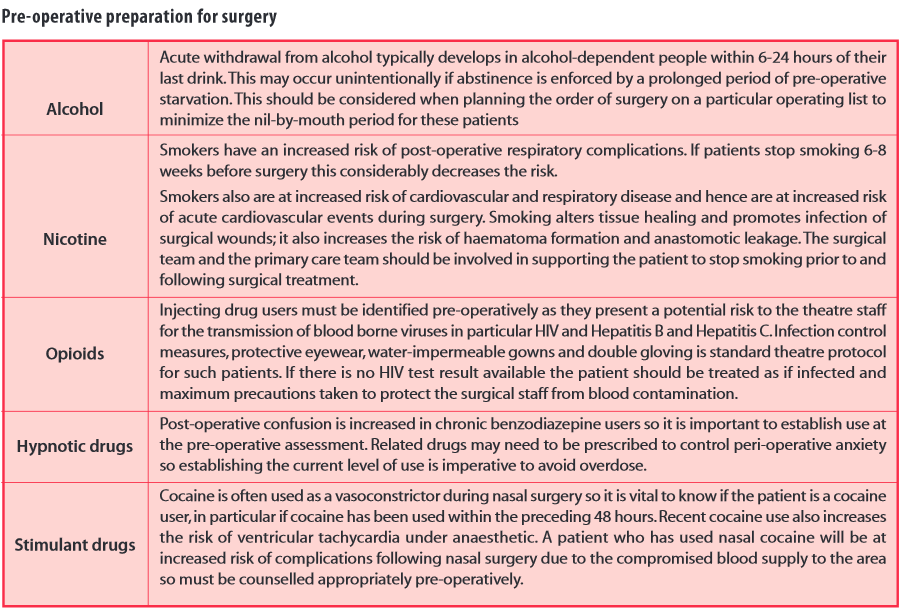 Pre-operative preparation for surgery
Alcohol
Acute withdrawal from alcohol typically develops in alcohol-dependent people within 6-24 hours of their
last drink. This may occur unintentionally if abstinence is enforced by a prolonged period of pre-operative
starvation. This should be considered when planning the order of surgery on a particular operating list to
minimize the nil-by-mouth period for these patients
Nicotine
Smokers have an increased risk of post-operative respiratory complications. If patients stop smoking 6-8
weeks before surgery this considerably decreases the risk.
Smokers also are at increased risk of cardiovascular and respiratory disease and hence are at increased risk
of acute cardiovascular events during surgery. Smoking alters tissue healing and promotes infection of
surgical wounds; it also increases the risk of haematoma formation and anastomotic leakage. The surgical
team and the primary care team should be involved in supporting the patient to stop smoking prior to and
following surgical treatment.
Opioids
Injecting drug users must be identified pre-operatively as they present a potential risk to the theatre staff
for the transmission of blood borne viruses in particular HIV and Hepatitis B and Hepatitis C. Infection control
measures, protective eyewear, water-impermeable gowns and double gloving is standard theatre protocol
for such patients. If there is no HIV test result available the patient should be treated as if infected and
maximum precautions taken to protect the surgical staff from blood contamination.
Hypnotic drugs
Post-operative confusion is increased in chronic benzodiazepine users so it is important to establish use at
the pre-operative assessment. Related drugs may need to be prescribed to control peri-operative anxiety
so establishing the current level of use is imperative to avoid overdose.
Stimulant drugs
Cocaine is often used as a vasoconstrictor during nasal surgery so it is vital to know if the patient is a cocaine
user, in particular if cocaine has been used within the preceding 48 hours. Recent cocaine use also increases
the risk of ventricular tachycardia under anaesthetic. A patient who has used nasal cocaine will be at
increased risk of complications following nasal surgery due to the compromised blood supply to the area
so must be counselled appropriately pre-operatively.